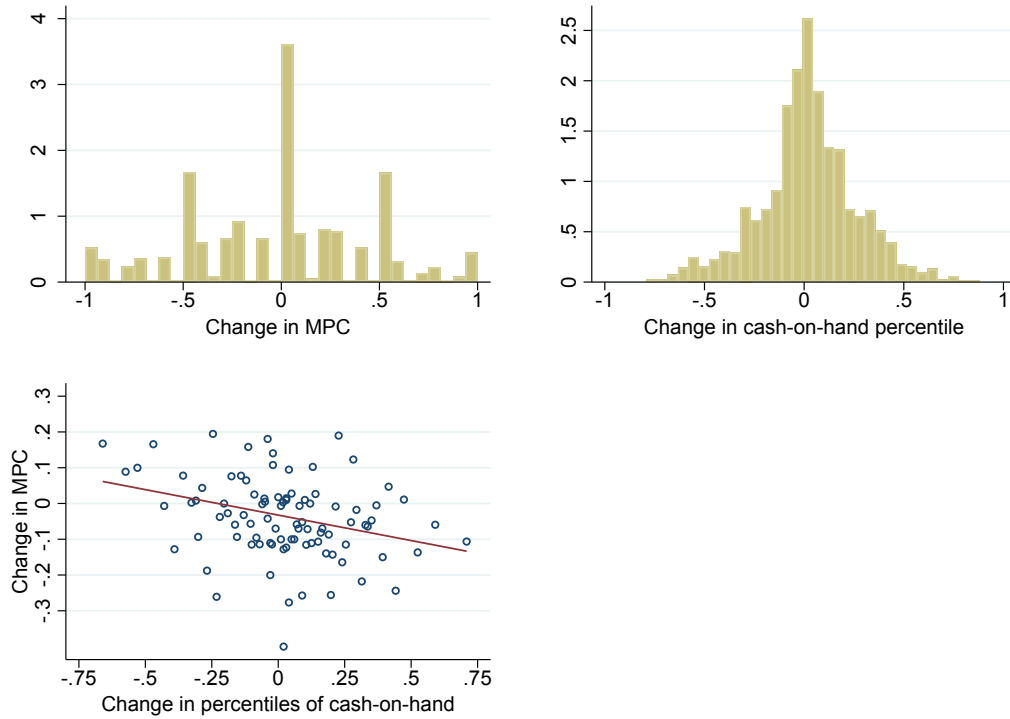 4
3
2
1
0
-1 -.5 0 .5 1
Change in MPC
2.5
2
1.5
1
.5
0
-1 -.5 0 .5 1
Change in cash-on-hand percentile
Change in MPC
.3
.2
.1
0
-.1
-.2
-.3
-.75 -.5 -.25 0 .25 .5 .75
Change in percentiles of cash-on-hand